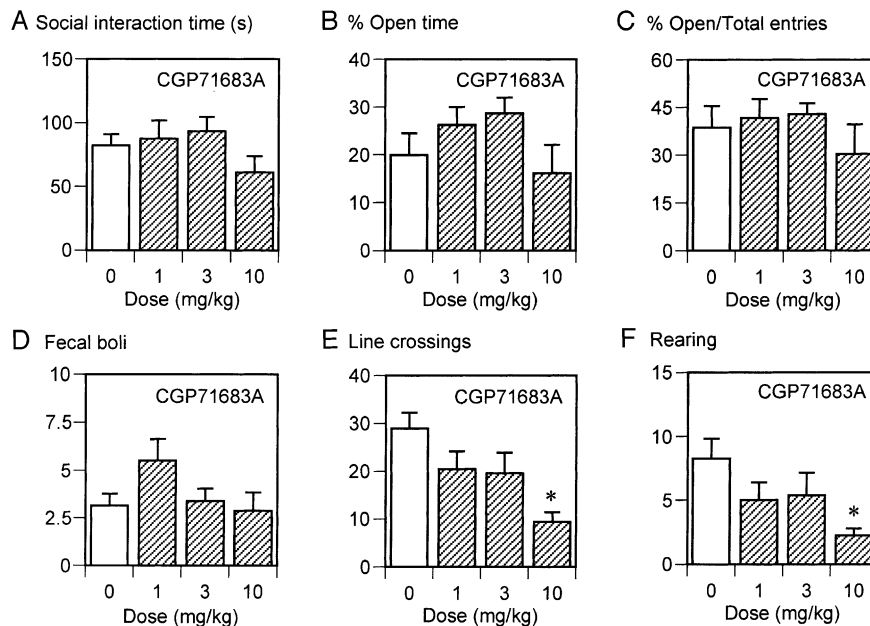 A Social interaction time (s)
150
100
50
0
CGP71683A
0 1 3 10
Dose (mg/kg)
B % Open time
40
30
20
10
0
CGP71683A
0 1 3 10
Dose (mg/kg)
C % Open/Total entries
60
45
30
15
0
CGP71683A
0 1 3 10
Dose (mg/kg)
D Fecal boli
10
7.5
5
2.5
0
CGP71683A
0 1 3 10
Dose (mg/kg)
E Line crossings
40
30
20
10
0
CGP71683A
*
0 1 3 10
Dose (mg/kg)
F Rearing
15
10
5
0
CGP71683A
*
0 1 3 10
Dose (mg/kg)